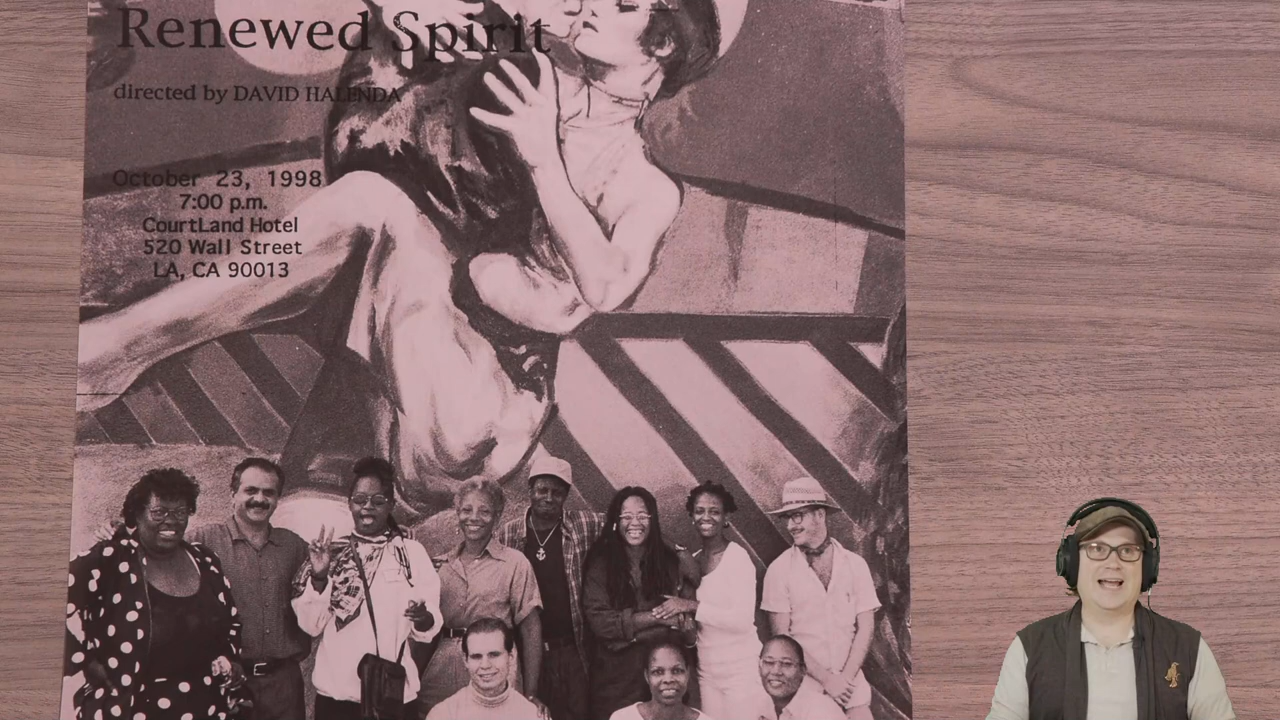 Renewed Spirit
directed by DAVID HALENDA
October 23, 1998
7:00 p.m.
CourtLand Hotel
520 Wall Street
LA, CA 90013